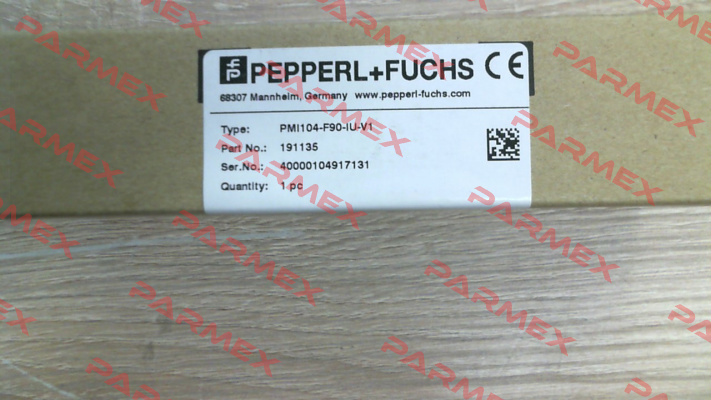 PEPPERL+FUCHS CE
68307 Mannheim, Germany www.pepperl-fuchs.com
Type: PMI104-F90-IU-V1
Part No.: 191135
Ser.No.: 40000104917131
Quantity: 1 pc
PARMEX